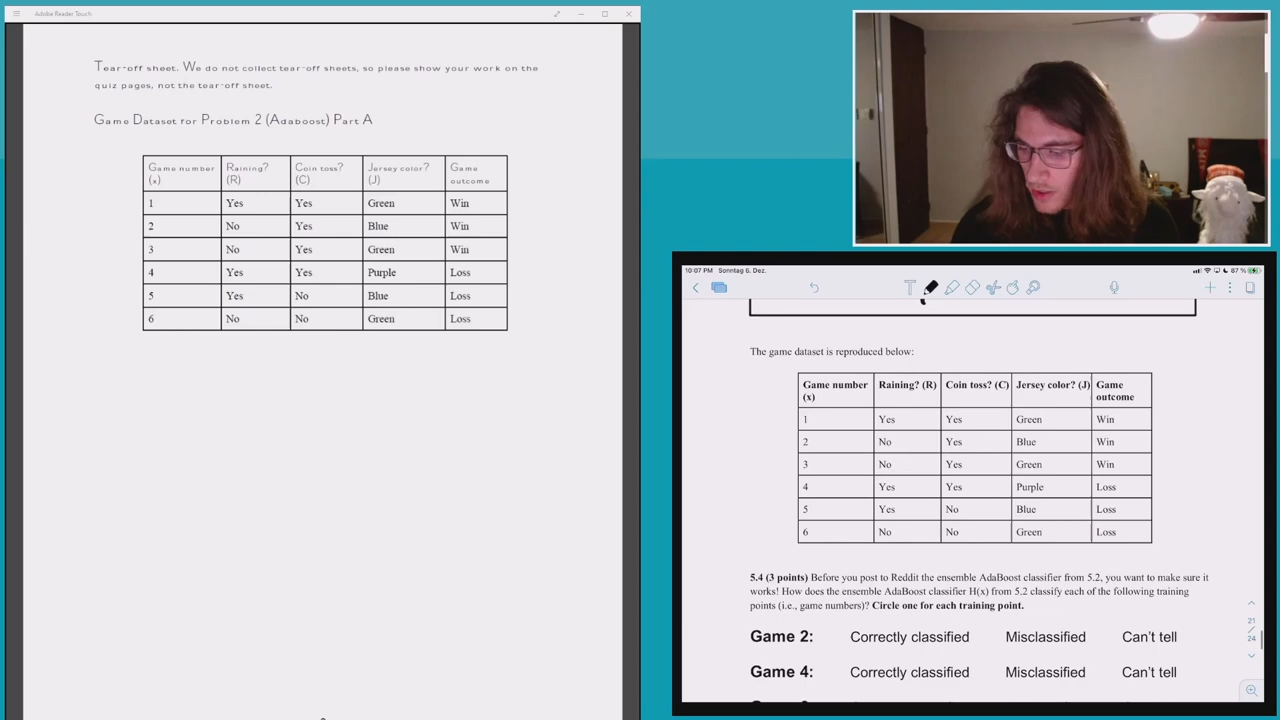 Adobe Reader Touch
Tear-off sheet. We do not collect tear-off sheets, so please show your work on the
quiz pages, not the tear-off sheet.
Game Dataset for Problem 2 (Adaboost) Part A
Game number (x) Raining? (R) Coin toss? (C) Jersey color? (J) Game outcome
1 Yes Yes Green Win
2 No Yes Blue Win
3 No Yes Green Win
4 Yes Yes Purple Loss
5 Yes No Blue Loss
6 No No Green Loss
10:07 PM Sonntag 6. Dez. 87 %
T
The game dataset is reproduced below:
Game number (x) Raining? (R) Coin toss? (C) Jersey color? (J) Game outcome
1 Yes Yes Green Win
2 No Yes Blue Win
3 No Yes Green Win
4 Yes Yes Purple Loss
5 Yes No Blue Loss
6 No No Green Loss
5.4 (3 points) Before you post to Reddit the ensemble AdaBoost classifier from 5.2, you want to make sure it
works! How does the ensemble AdaBoost classifier H(x) from 5.2 classify each of the following training
points (i.e., game numbers)? Circle one for each training point.
21
/
24
Game 2: Correctly classified Misclassified Can't tell
Game 4: Correctly classified Misclassified Can't tell